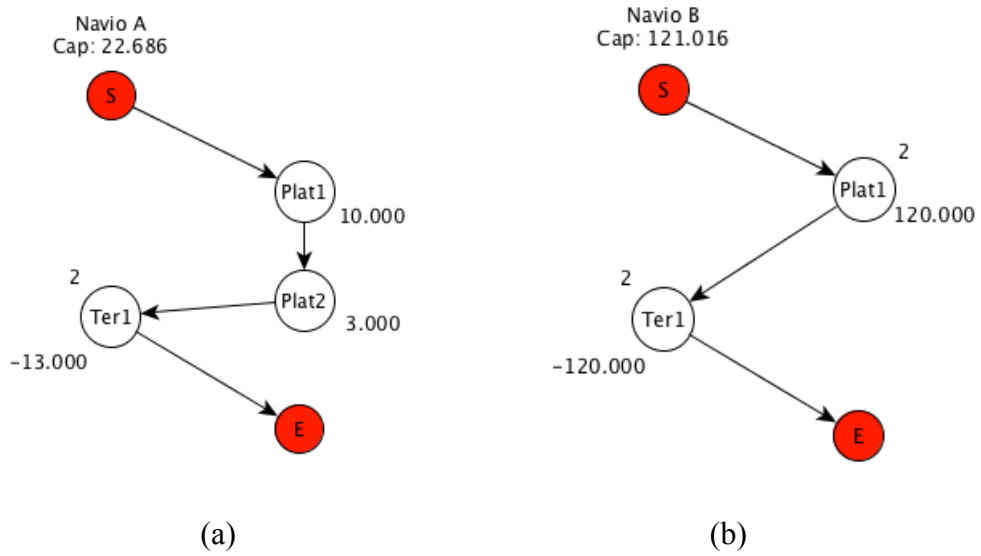 Navio A
Cap: 22.686
S
Plat1
10.000
Plat2
3.000
2
Ter1
-13.000
E
(a)
Navio B
Cap: 121.016
S
2
Plat1
120.000
2
Ter1
-120.000
E
(b)